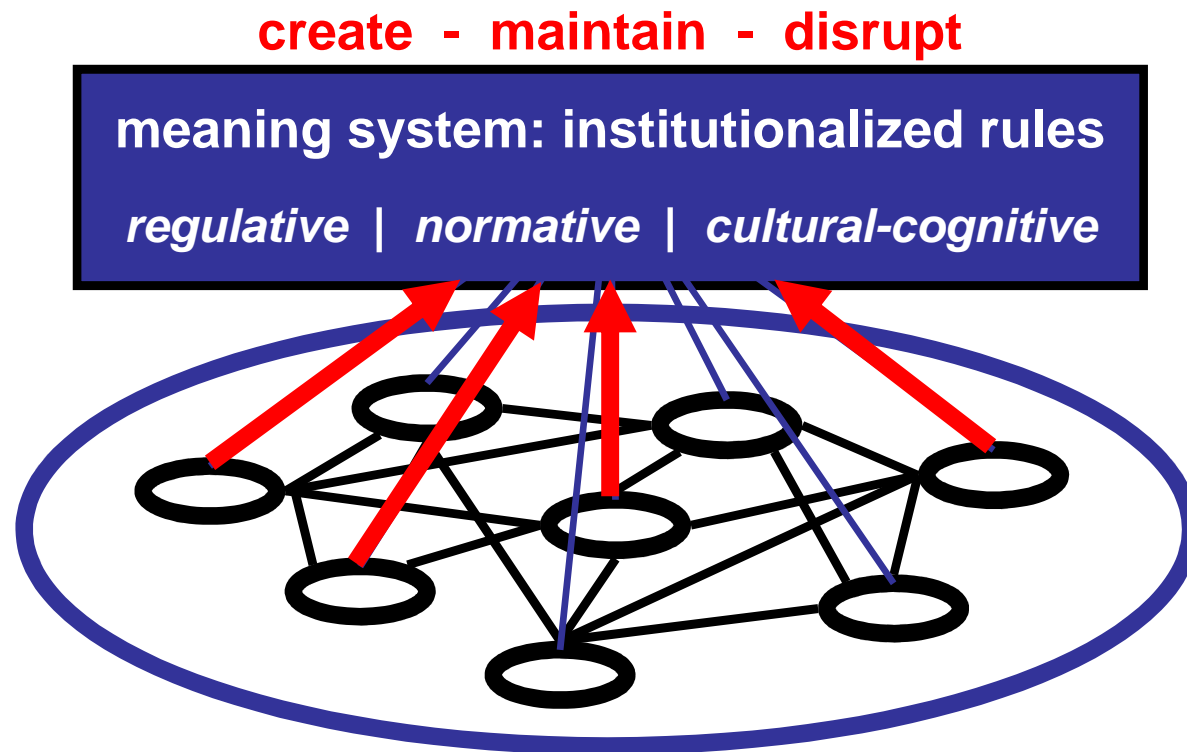 create - maintain - disrupt
meaning system: institutionalized rules
regulative | normative | cultural-cognitive